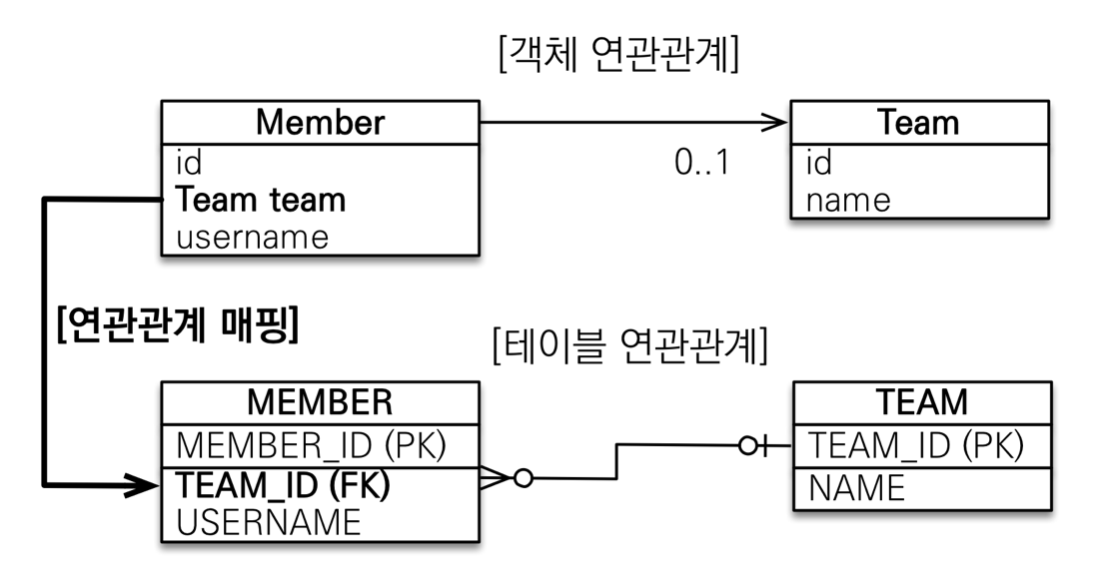 [객체 연관관계]
Member
id
Team team
username
0..1
Team
id
name
[연관관계 매핑]
[테이블 연관관계]
MEMBER
MEMBER_ID (PK)
TEAM_ID (FK)
USERNAME
TEAM
TEAM_ID (PK)
NAME